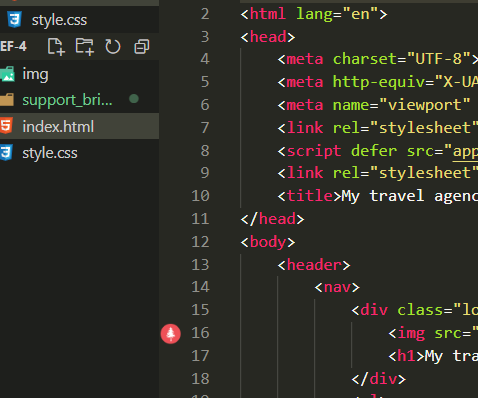 style.css
EF-4
img
support_bri...
index.html
style.css
2 <html lang="en">
3 <head>
4 <meta charset="UTF-8">
5 <meta http-equiv="X-UA
6 <meta name="viewport"
7 <link rel="stylesheet"
8 <script defer src="app
9 <link rel="stylesheet"
10 <title>My travel agenc
11 </head>
12 <body>
13 <header>
14 <nav>
15 <div class="lo
16 <img src="
17 <h1>My tra
18 </div>